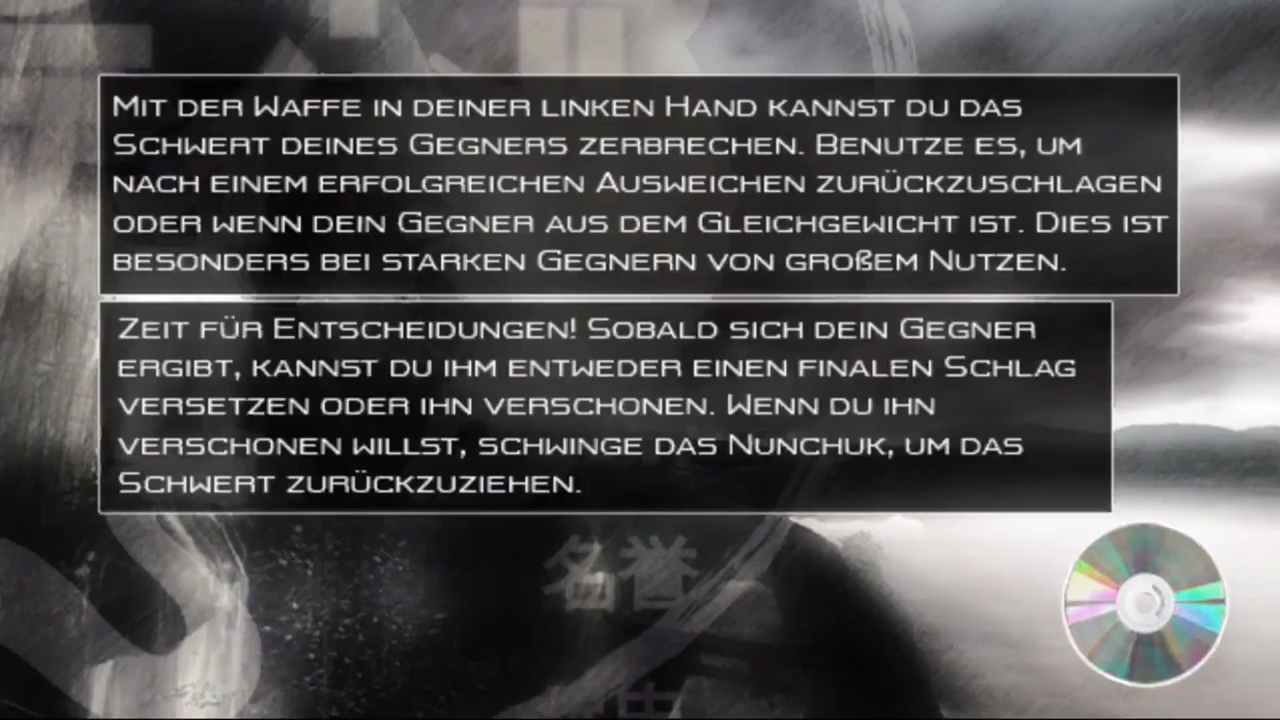 Mit der Waffe in deiner linken Hand kannst du das
Schwert deines Gegners zerbrechen. Benutze es, um
nach einem erfolgreichen Ausweichen zurückzuschlagen
oder wenn dein Gegner aus dem Gleichgewicht ist. Dies ist
besonders bei starken Gegnern von großem Nutzen.
Zeit für Entscheidungen! Sobald sich dein Gegner
ergibt, kannst du ihm entweder einen finalen Schlag
versetzen oder ihn verschonen. Wenn du ihn
verschonen willst, schwinge das Nunchuk, um das
Schwert zurückzuziehen.
名誉